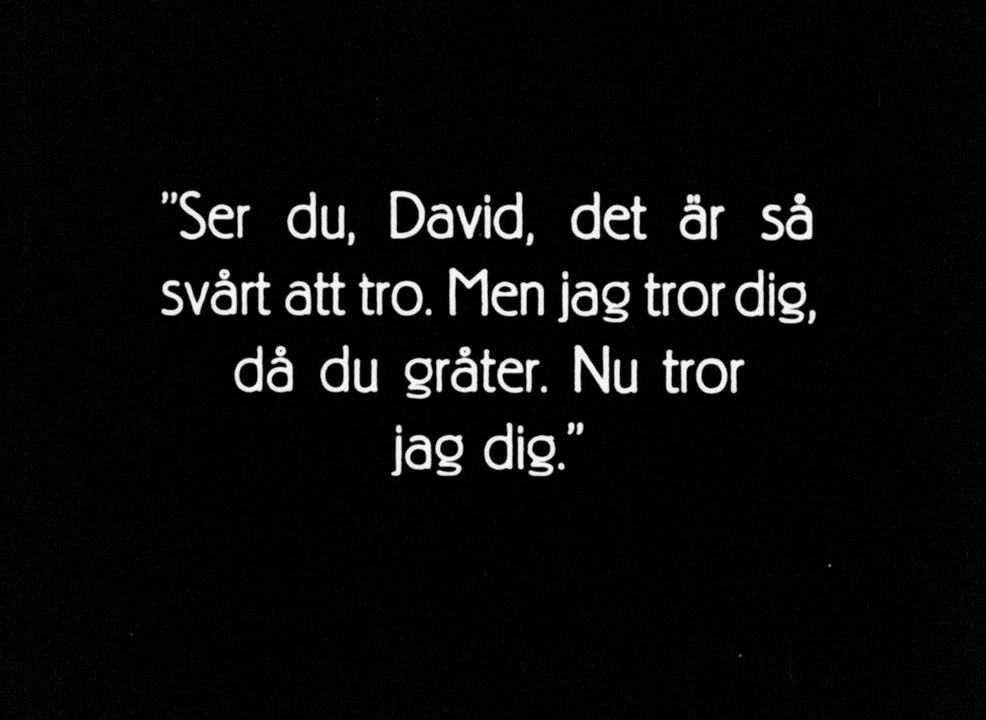 ”Ser du, David, det är så
svårt att tro. Men jag tror dig,
då du gråter. Nu tror
jag dig.”